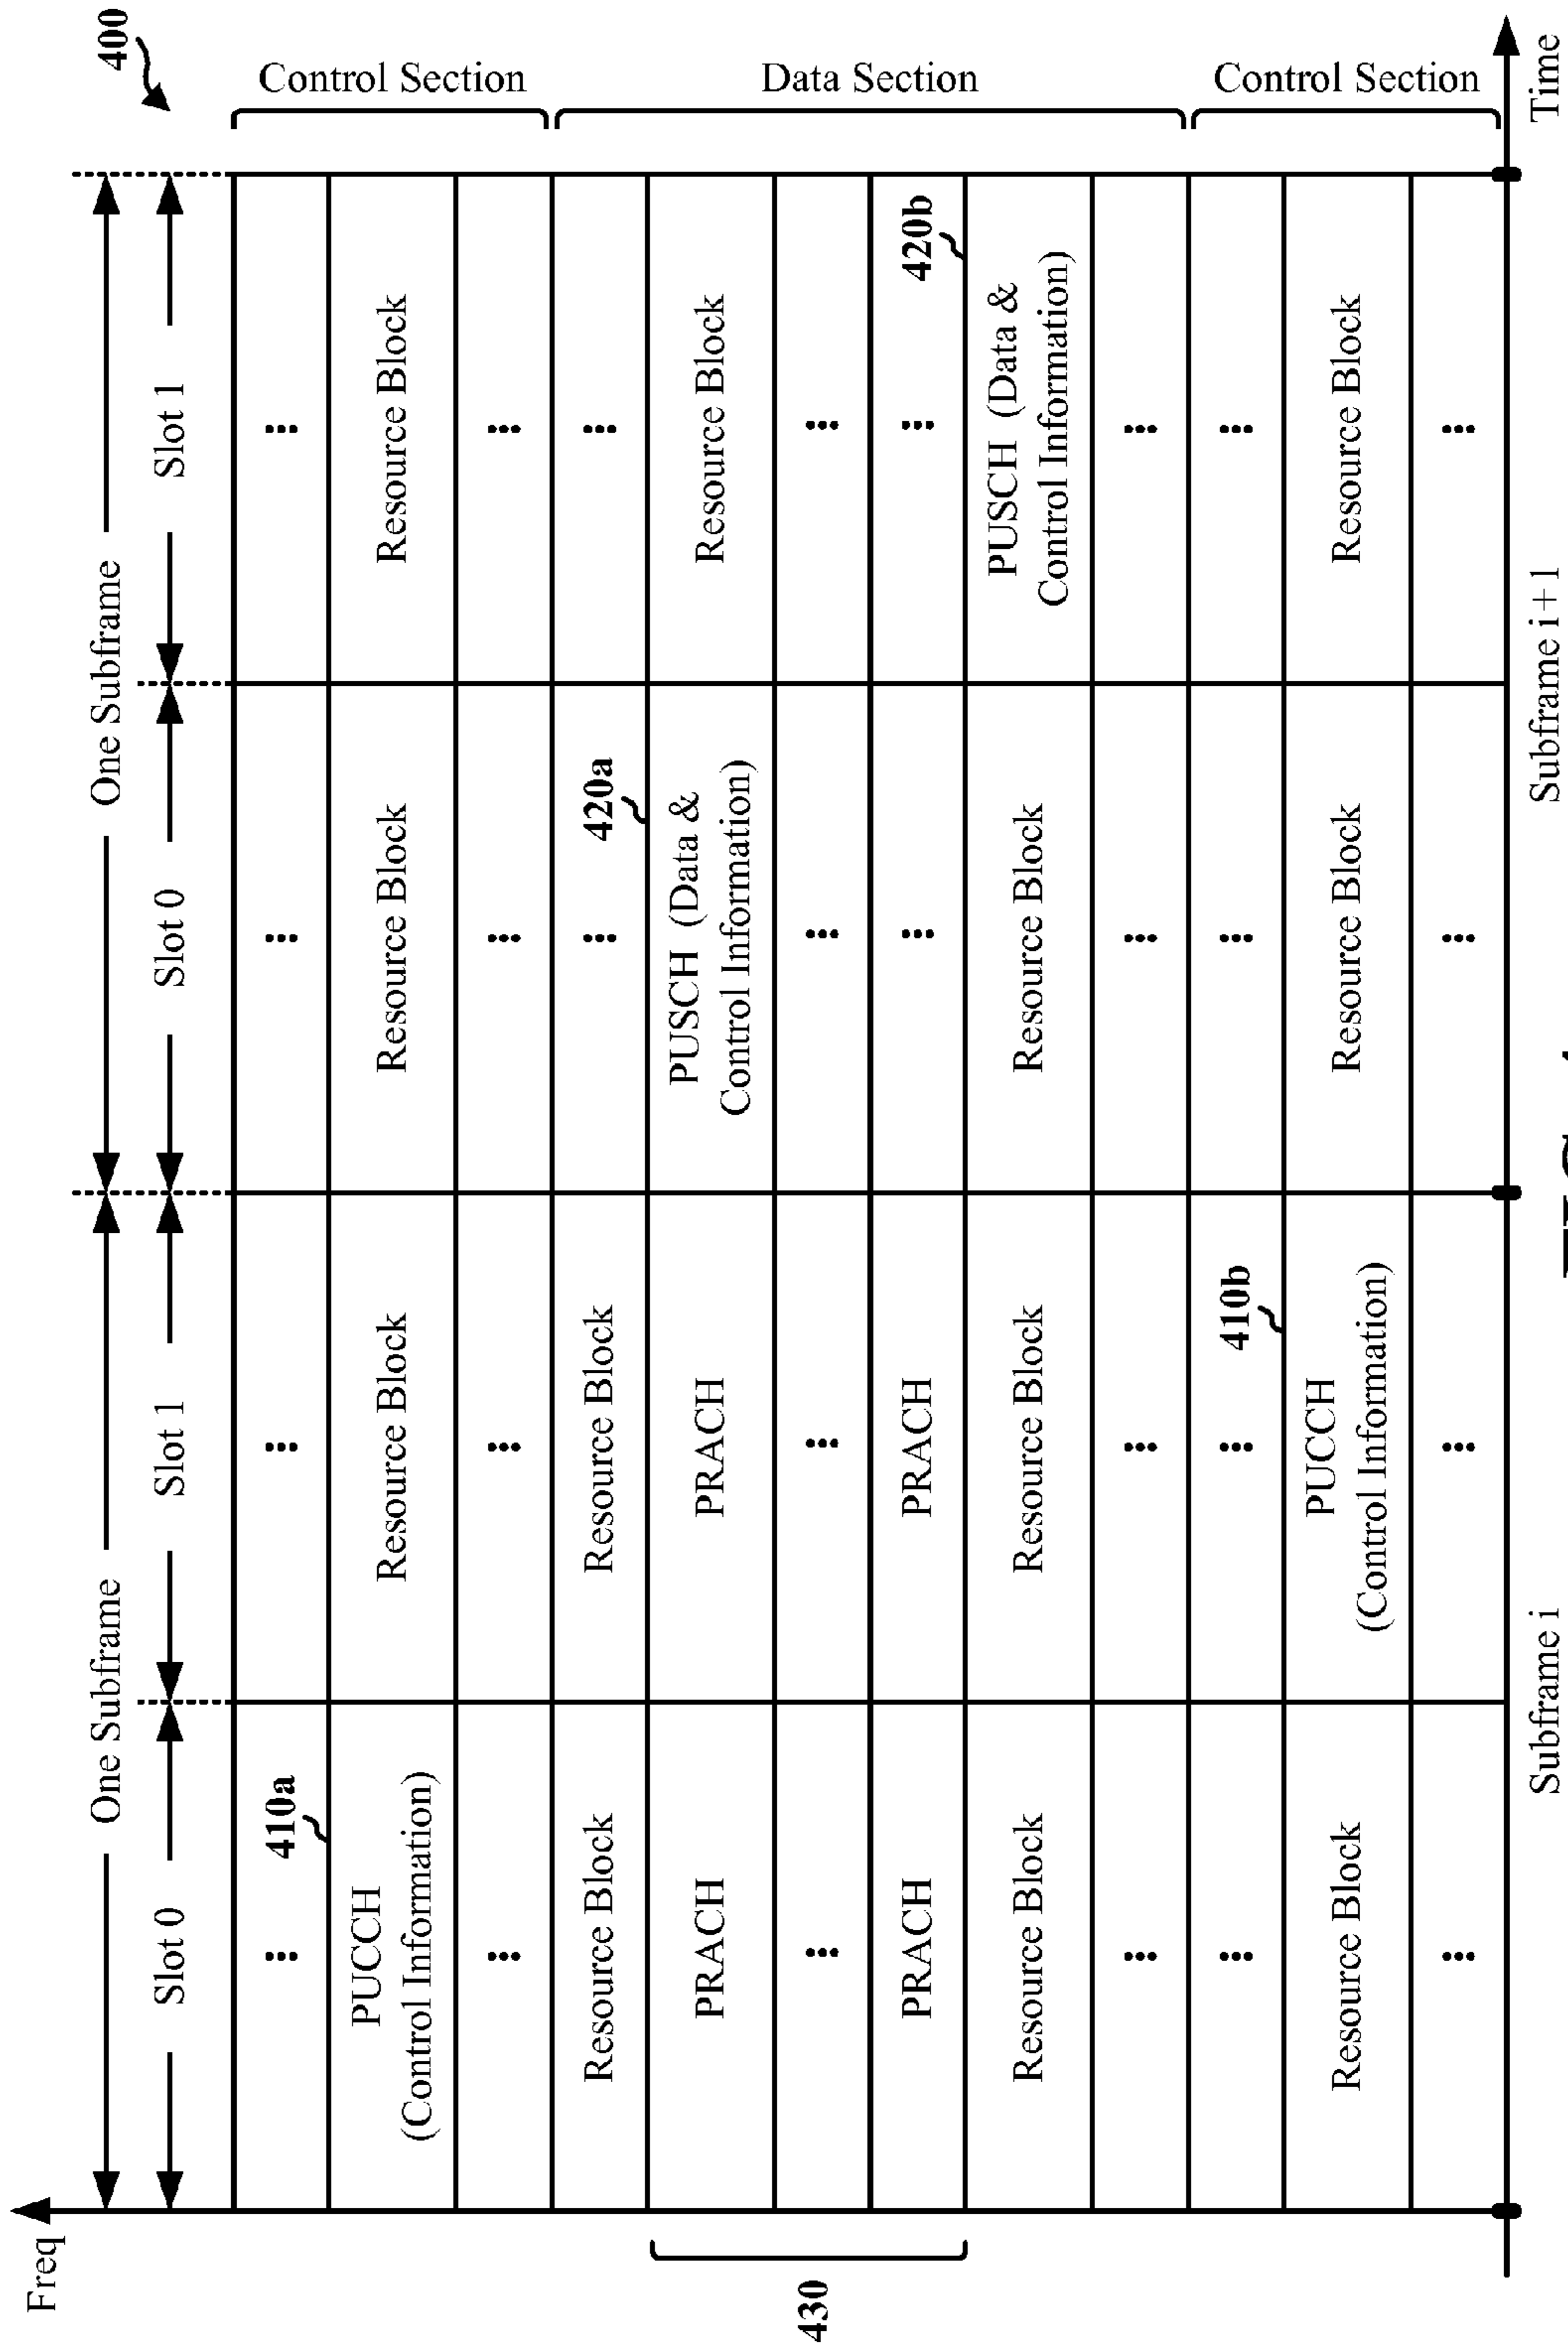 400
Freq
One Subframe
One Subframe
Slot 0
Slot 1
Slot 0
Slot 1
Control Section
410a
PUCCH
(Control Information)
Resource Block
Resource Block
Resource Block
Data Section
420a
Resource Block
Resource Block
430
PRACH
PRACH
PUSCH (Data &
Control Information)
Resource Block
PRACH
PRACH
420b
Resource Block
Resource Block
Resource Block
PUSCH (Data &
Control Information)
Control Section
410b
Resource Block
PUCCH
(Control Information)
Resource Block
Resource Block
Subframe i
Subframe i + 1
Time